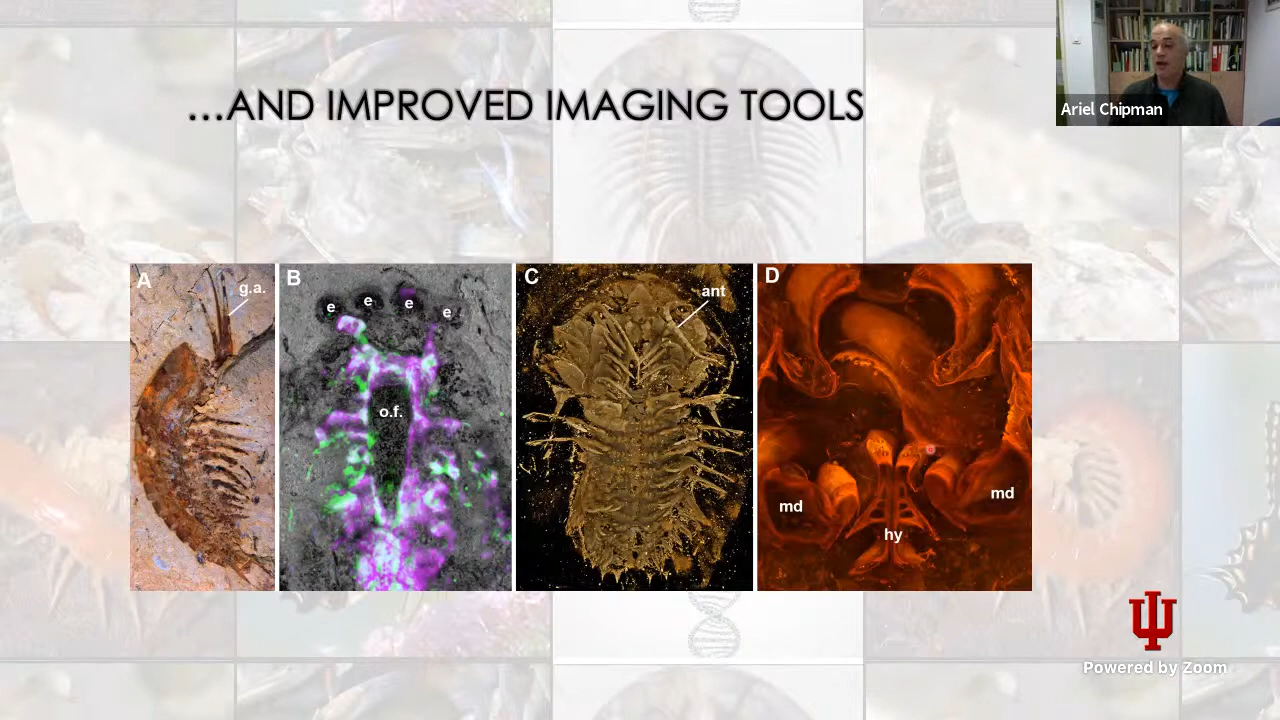 ...AND IMPROVED IMAGING TOOLS
Ariel Chipman
A
g.a.
B
e
e
e
e
o.f.
C
ant
D
md
md
hy
Powered by Zoom